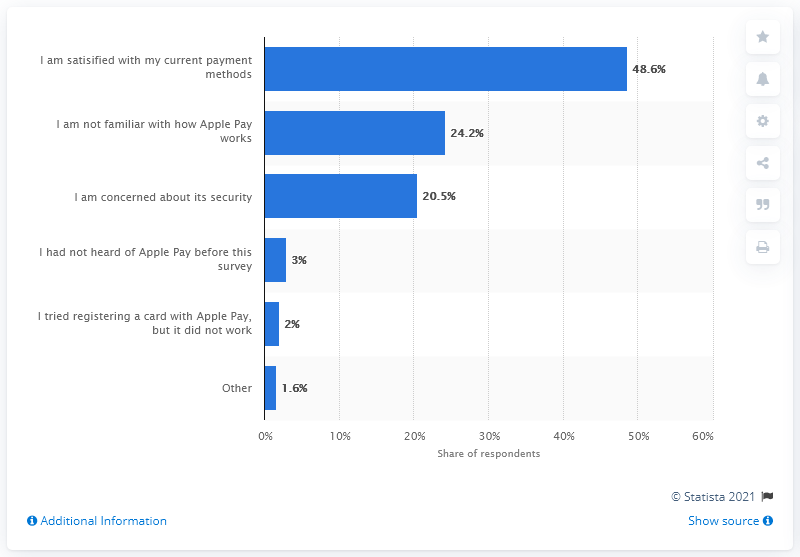 I am satisified with my current payment
methods
48.6%
I am not familiar with how Apple Pay
works
24.2%
I am concerned about its security
20.5%
I had not heard of Apple Pay before this
survey
3%
I tried registering a card with Apple Pay,
but it did not work
2%
Other
1.6%
0% 10% 20% 30% 40% 50% 60%
Share of respondents
© Statista 2021
Additional Information
Show source